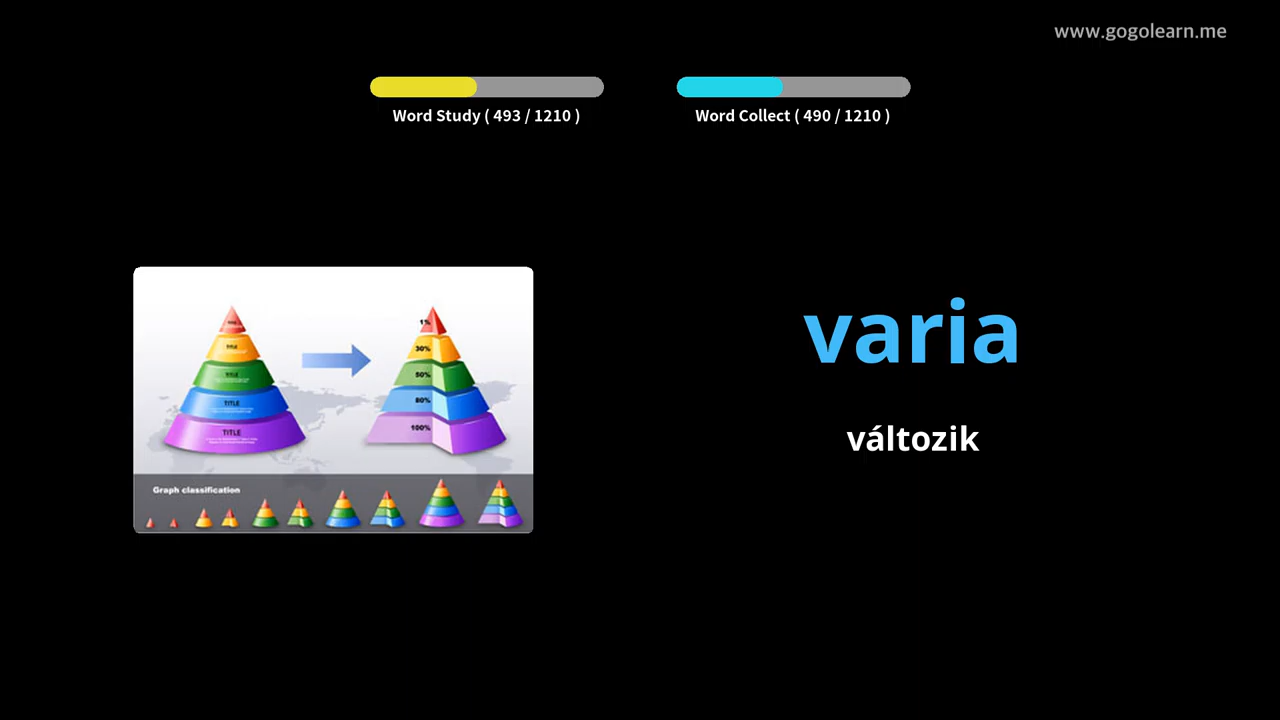 www.gogolearn.me
Word Study ( 493 / 1210 )
Word Collect ( 490 / 1210 )
varia
változik
TITLE
TITLE
TITLE
TITLE
1%
30%
50%
80%
100%
Graph classification